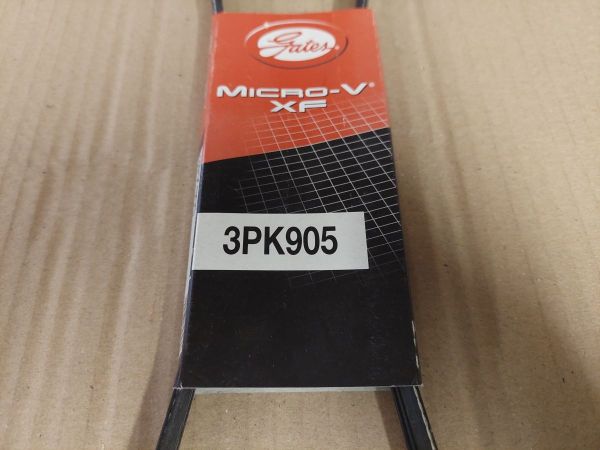 Gates®
MICRO-V®
XF
3PK905